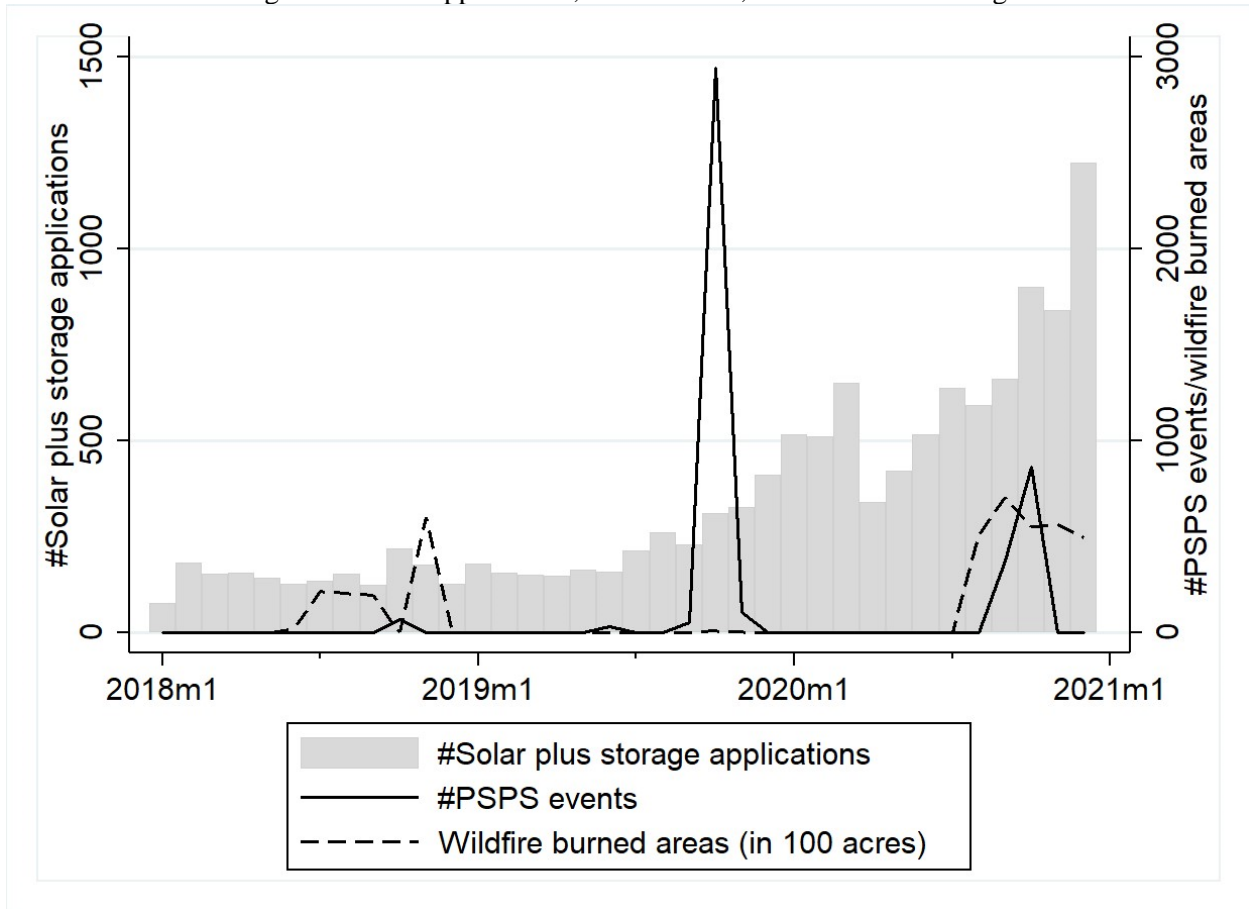 1500
1000
500
0
#Solar plus storage applications
3000
2000
1000
0
#PSPS events/wildfire burned areas
2018m1 2019m1 2020m1 2021m1
#Solar plus storage applications
#PSPS events
Wildfire burned areas (in 100 acres)